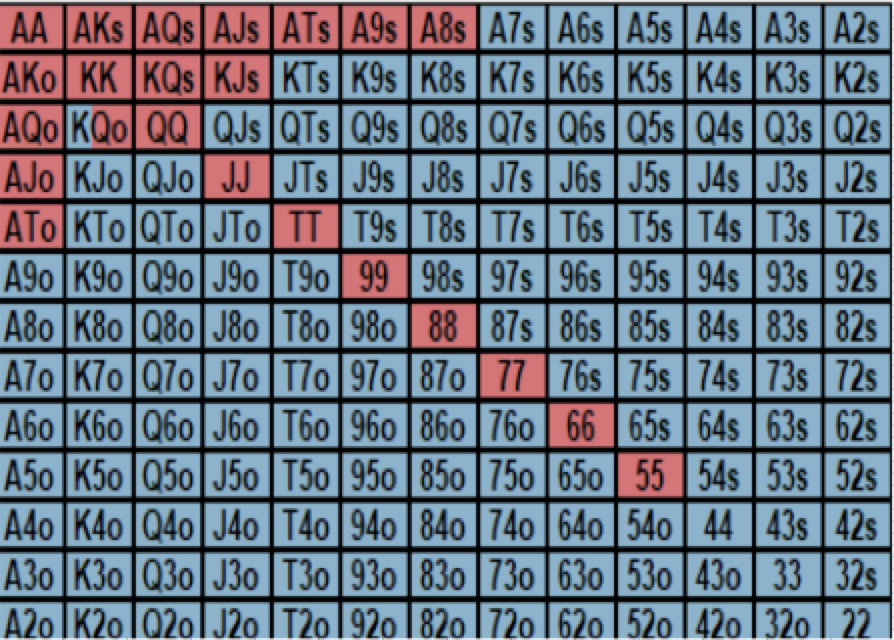 AA AKs AQs AJs ATs A9s A8s A7s A6s A5s A4s A3s A2s
AKo KK KQs KJs KTs K9s K8s K7s K6s K5s K4s K3s K2s
AQo KQo QQ QJs QTs Q9s Q8s Q7s Q6s Q5s Q4s Q3s Q2s
AJo KJo QJo JJ JTs J9s J8s J7s J6s J5s J4s J3s J2s
ATo KTo QTo JTo TT T9s T8s T7s T6s T5s T4s T3s T2s
A9o K9o Q9o J9o T9o 99 98s 97s 96s 95s 94s 93s 92s
A8o K8o Q8o J8o T8o 98o 88 87s 86s 85s 84s 83s 82s
A7o K7o Q7o J7o T7o 97o 87o 77 76s 75s 74s 73s 72s
A6o K6o Q6o J6o T6o 96o 86o 76o 66 65s 64s 63s 62s
A5o K5o Q5o J5o T5o 95o 85o 75o 65o 55 54s 53s 52s
A4o K4o Q4o J4o T4o 94o 84o 74o 64o 54o 44 43s 42s
A3o K3o Q3o J3o T3o 93o 83o 73o 63o 53o 43o 33 32s
A2o K2o Q2o J2o T2o 92o 82o 72o 62o 52o 42o 32o 22